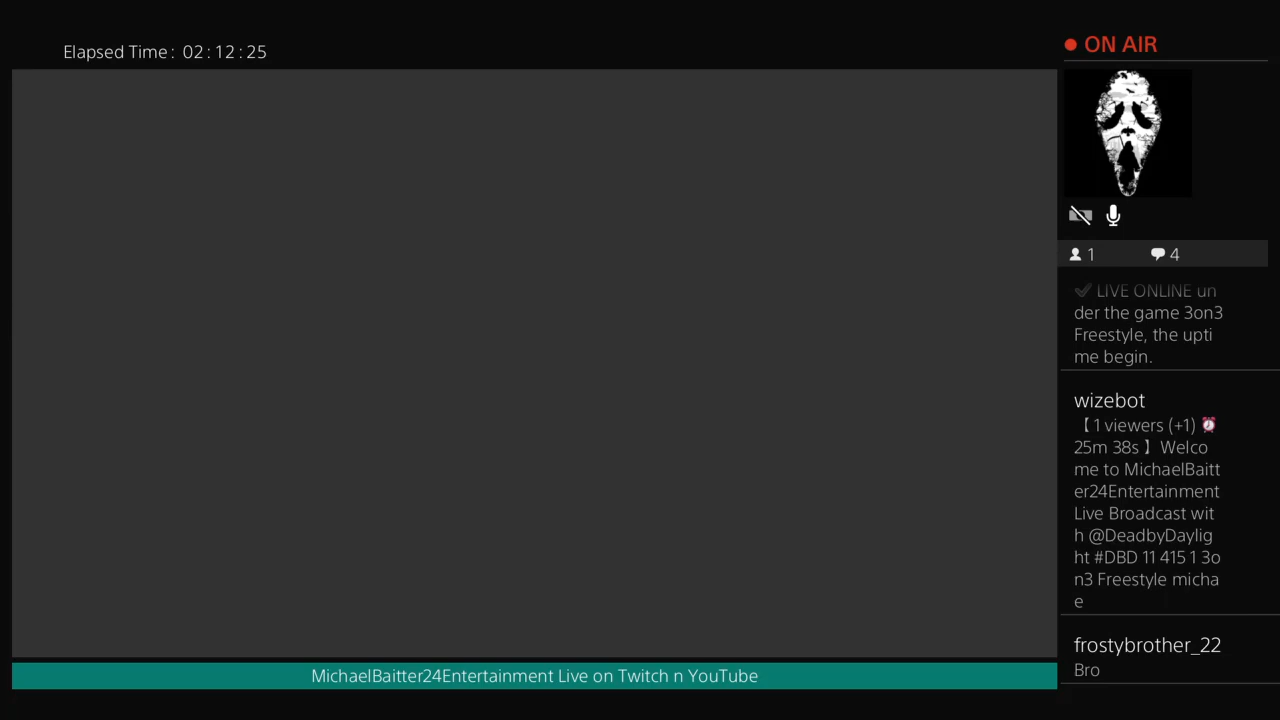 Elapsed Time: 02:12:25
ON AIR
1 4
✔ LIVE ONLINE un
der the game 3on3
Freestyle, the upti
me begin.
wizebot
【1 viewers (+1) ⏰
25m 38s】Welco
me to MichaelBaitt
er24Entertainment
Live Broadcast wit
h @DeadbyDaylig
ht #DBD 11 415 1 3o
n3 Freestyle micha
e
frostybrother_22
Bro
MichaelBaitter24Entertainment Live on Twitch n YouTube